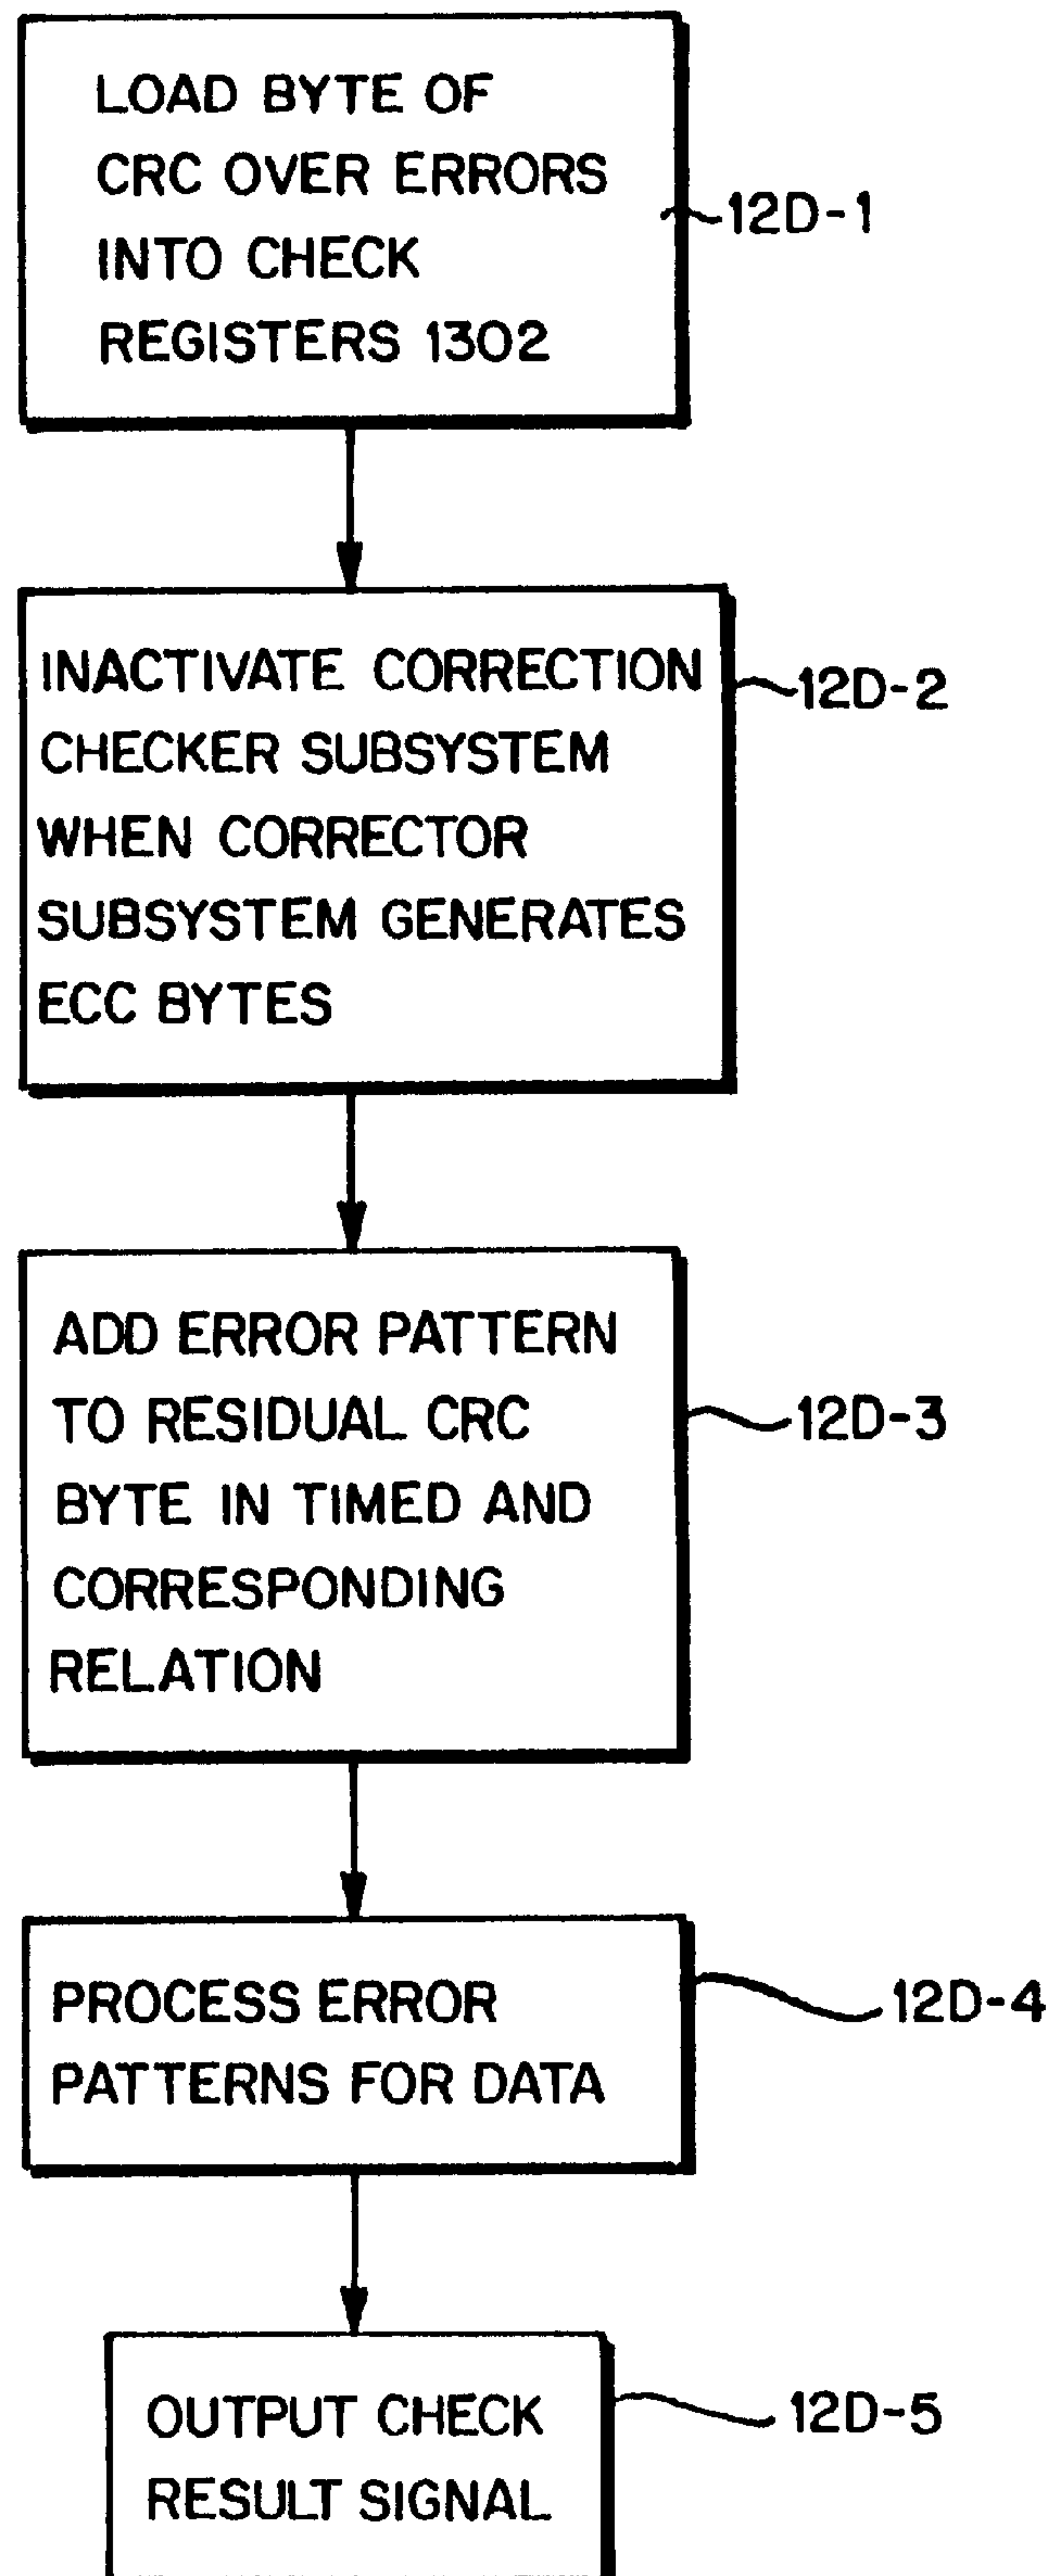 LOAD BYTE OF
CRC OVER ERRORS
INTO CHECK
REGISTERS 1302
12D-1
INACTIVATE CORRECTION
CHECKER SUBSYSTEM
WHEN CORRECTOR
SUBSYSTEM GENERATES
ECC BYTES
12D-2
ADD ERROR PATTERN
TO RESIDUAL CRC
BYTE IN TIMED AND
CORRESPONDING
RELATION
12D-3
PROCESS ERROR
PATTERNS FOR DATA
12D-4
OUTPUT CHECK
RESULT SIGNAL
12D-5